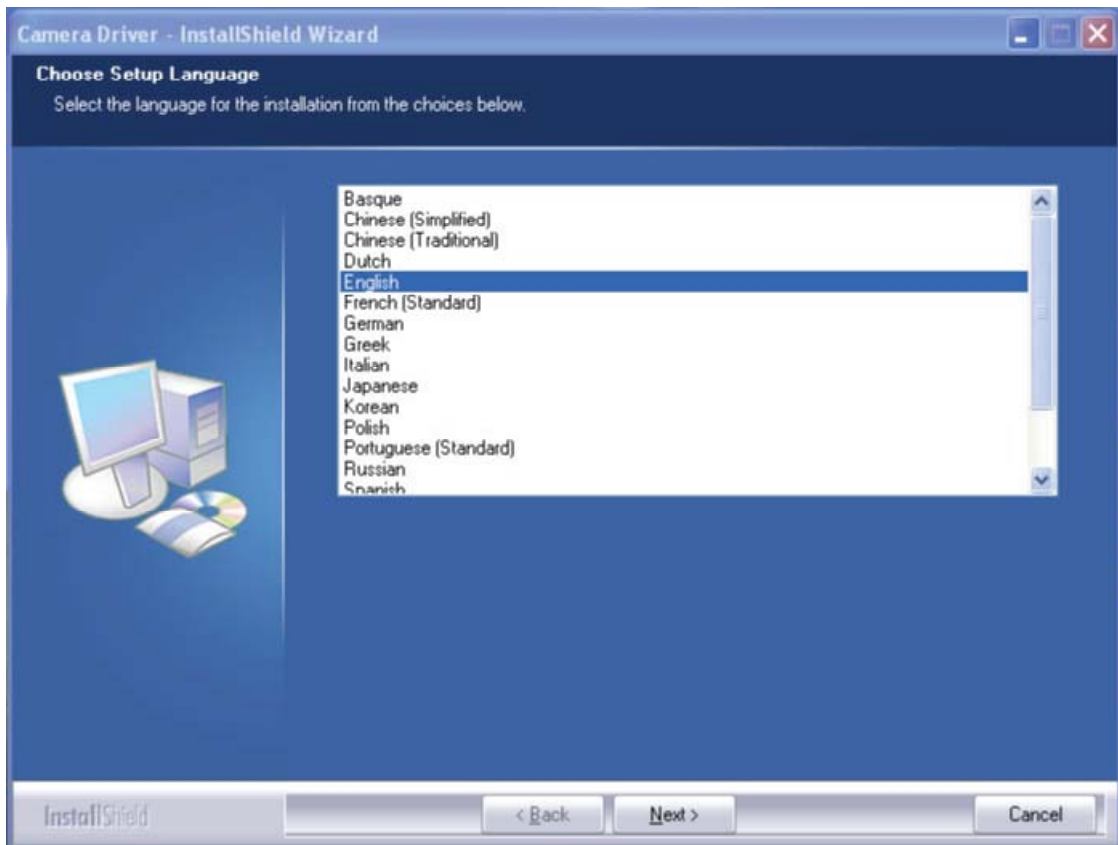 Camera Driver - InstallShield Wizard
Choose Setup Language
Select the language for the installation from the choices below.
Basque
Chinese (Simplified)
Chinese (Traditional)
Dutch
English
French (Standard)
German
Greek
Italian
Japanese
Korean
Polish
Portuguese (Standard)
Russian
Spanish
InstallShield
< Back
Next >
Cancel